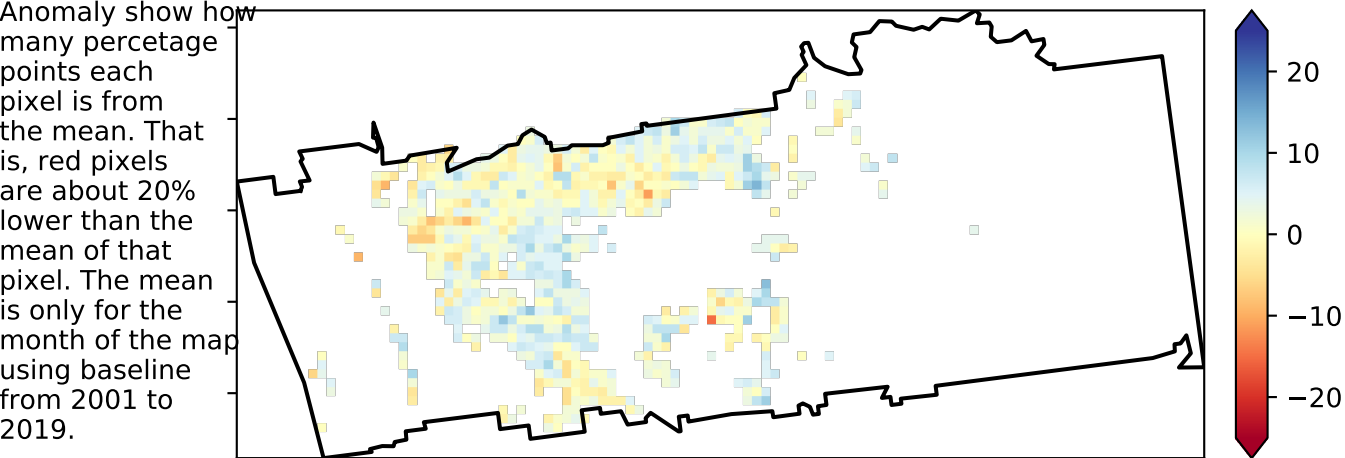 Anomaly show how
many percetage
points each
pixel is from
the mean. That
is, red pixels
are about 20%
lower than the
mean of that
pixel. The mean
is only for the
month of the map
using baseline
from 2001 to
2019.
20
10
0
−10
−20